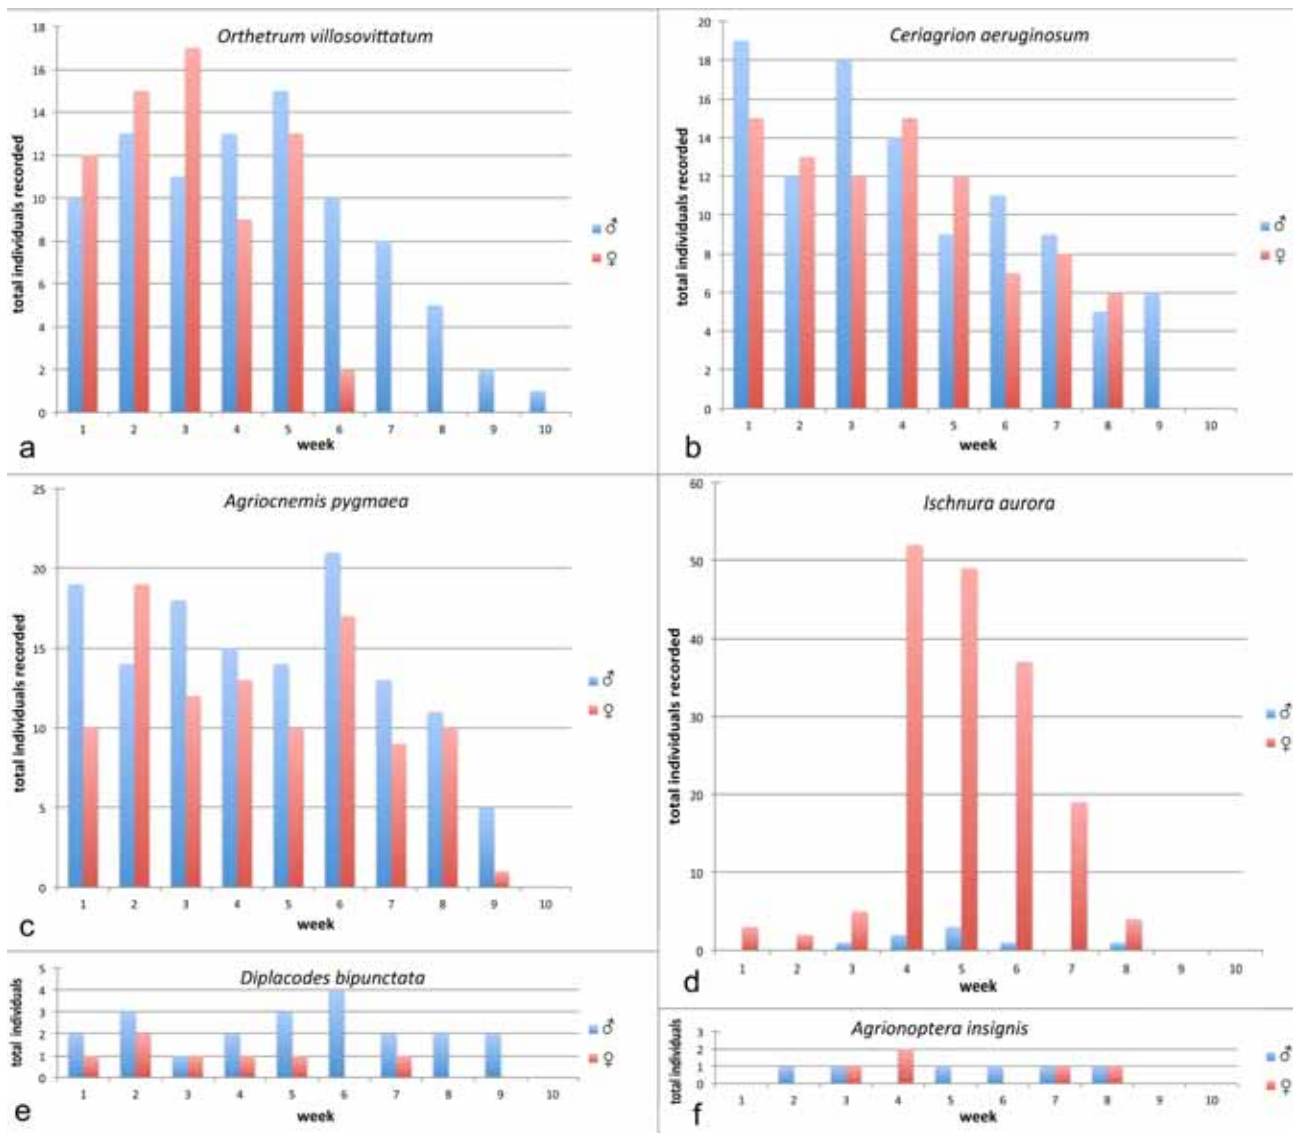 Orthetrum villosovittatum
total individuals recorded
18
16
14
12
10
8
6
4
2
0
1 2 3 4 5 6 7 8 9 10
week
♂
♀
a
Ceriagrion aeruginosum
total individuals recorded
20
18
16
14
12
10
8
6
4
2
0
1 2 3 4 5 6 7 8 9 10
week
♂
♀
b
Agriocnemis pygmaea
total individuals recorded
25
20
15
10
5
0
1 2 3 4 5 6 7 8 9 10
week
♂
♀
c
Ischnura aurora
total individuals recorded
60
50
40
30
20
10
0
1 2 3 4 5 6 7 8 9 10
week
♂
♀
d
Diplacodes bipunctata
total individuals
5
4
3
2
1
0
1 2 3 4 5 6 7 8 9 10
week
♂
♀
e
Agrionoptera insignis
total individuals
3
2
1
0
1 2 3 4 5 6 7 8 9 10
week
♂
♀
f